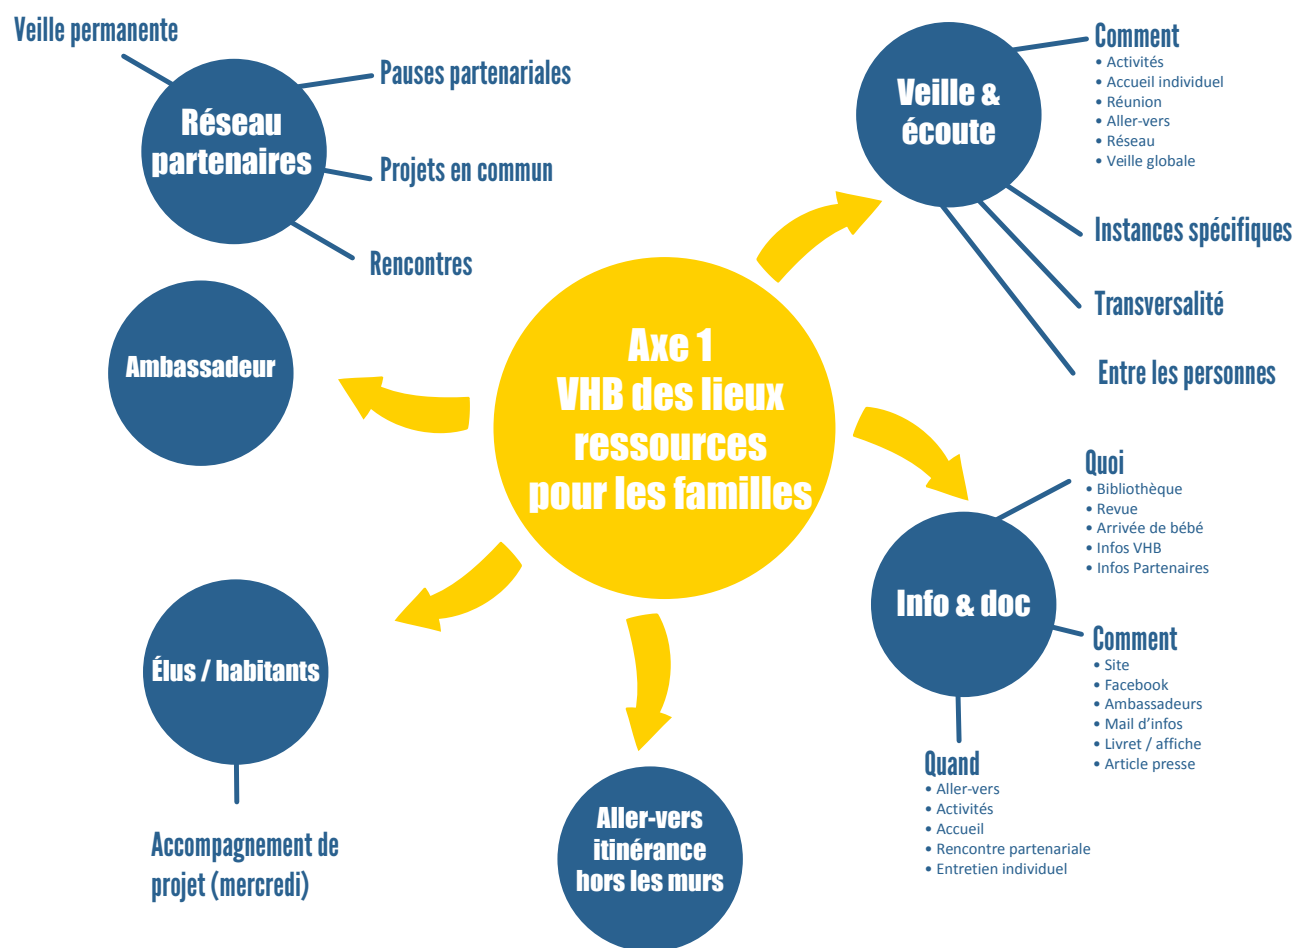 Veille permanente
Réseau
partenaires
Pauses partenariales
Projets en commun
Rencontres
Ambassadeur
Élus / habitants
Accompagnement de
projet (mercredi)
Axe 1
VHB des lieux
ressources
pour les familles
Aller-vers
itinérance
hors les murs
Veille &
écoute
Comment
• Activités
• Accueil individuel
• Réunion
• Aller-vers
• Réseau
• Veille globale
Instances spécifiques
Transversalité
Entre les personnes
Info & doc
Quoi
• Bibliothèque
• Revue
• Arrivée de bébé
• Infos VHB
• Infos Partenaires
Comment
• Site
• Facebook
• Ambassadeurs
• Mail d'infos
• Livret / affiche
• Article presse
Quand
• Aller-vers
• Activités
• Accueil
• Rencontre partenariale
• Entretien individuel